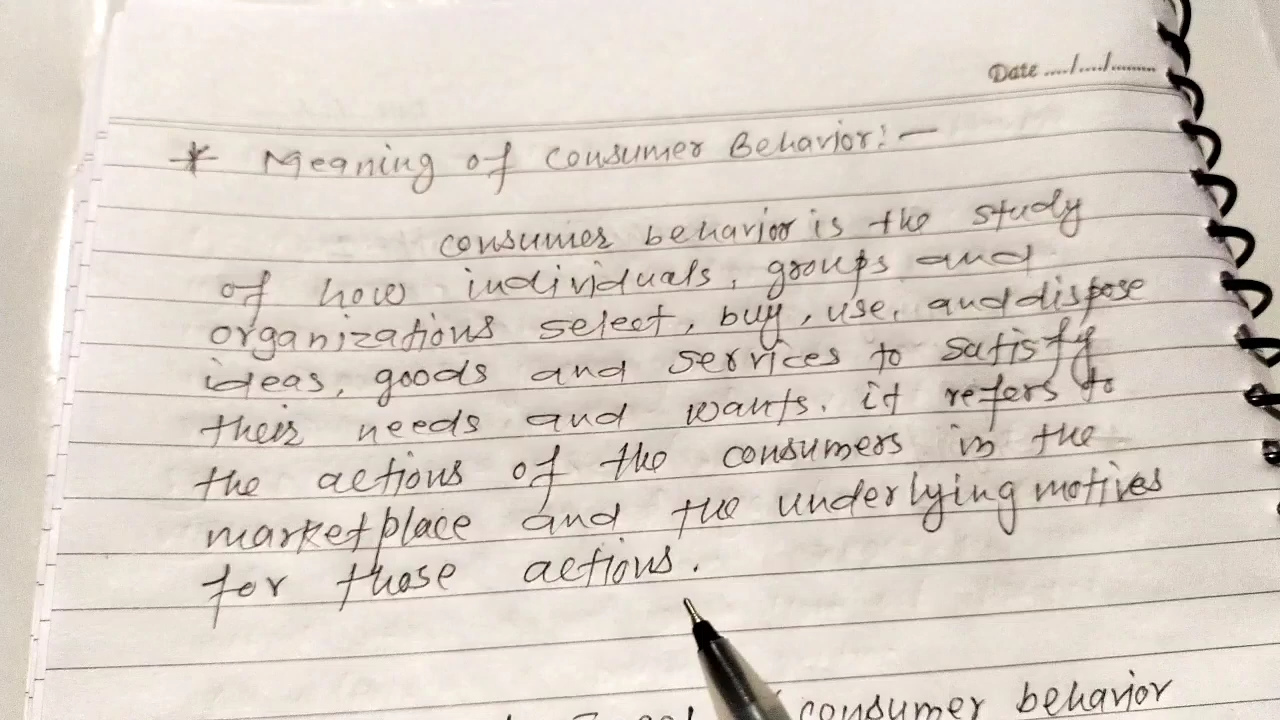 Date ..../..../........
* Meaning of Consumer Behavior:-
consumer behavior is the study
of how individuals, groups and
organizations select, buy, use, and dispose
ideas, goods and services to satisfy
their needs and wants. it refers to
the actions of the consumers in the
marketplace and the underlying motives
for those actions.
consumer behavior